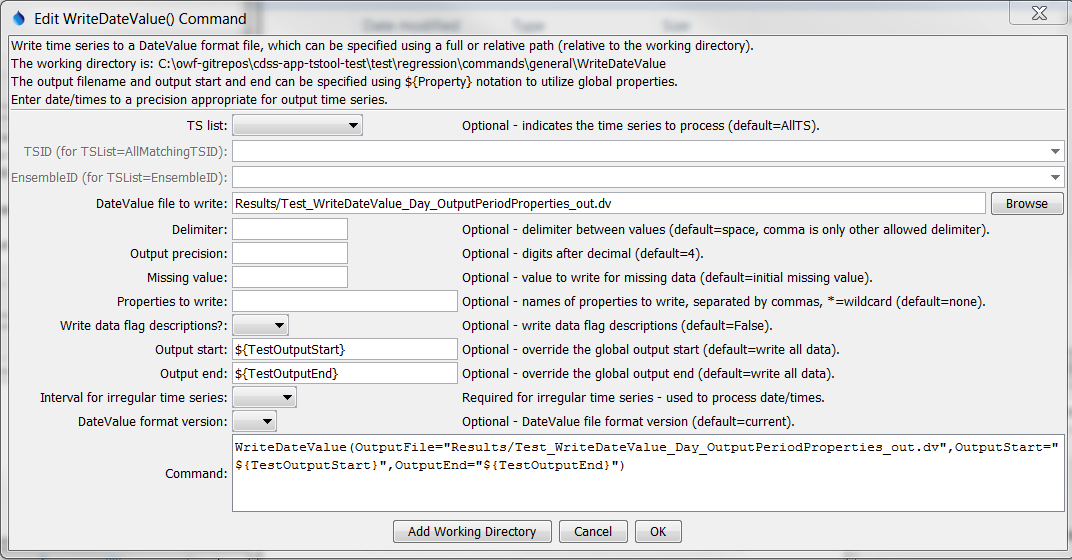 Date modified Type Size
Edit WriteDateValue() Command
Write time series to a DateValue format file, which can be specified using a full or relative path (relative to the working directory).
The working directory is: C:\owf-gitrepos\cdss-app-tstool-test\test\regression\commands\general\WriteDateValue
The output filename and output start and end can be specified using ${Property} notation to utilize global properties.
Enter date/times to a precision appropriate for output time series.
TS list: Optional - indicates the time series to process (default=AllTS).
TSID (for TSList=AllMatchingTSID):
EnsembleID (for TSList=EnsembleID):
DateValue file to write: Results/Test_WriteDateValue_Day_OutputPeriodProperties_out.dv Browse
Delimiter: Optional - delimiter between values (default=space, comma is only other allowed delimiter).
Output precision: Optional - digits after decimal (default=4).
Missing value: Optional - value to write for missing data (default=initial missing value).
Properties to write: Optional - names of properties to write, separated by commas, *=wildcard (default=none).
Write data flag descriptions?: Optional - write data flag descriptions (default=False).
Output start: ${TestOutputStart} Optional - override the global output start (default=write all data).
Output end: ${TestOutputEnd} Optional - override the global output end (default=write all data).
Interval for irregular time series: Required for irregular time series - used to process date/times.
DateValue format version: Optional - DateValue file format version (default=current).
Command: WriteDateValue(OutputFile="Results/Test_WriteDateValue_Day_OutputPeriodProperties_out.dv",OutputStart="
${TestOutputStart}",OutputEnd="${TestOutputEnd}")
Add Working Directory Cancel OK